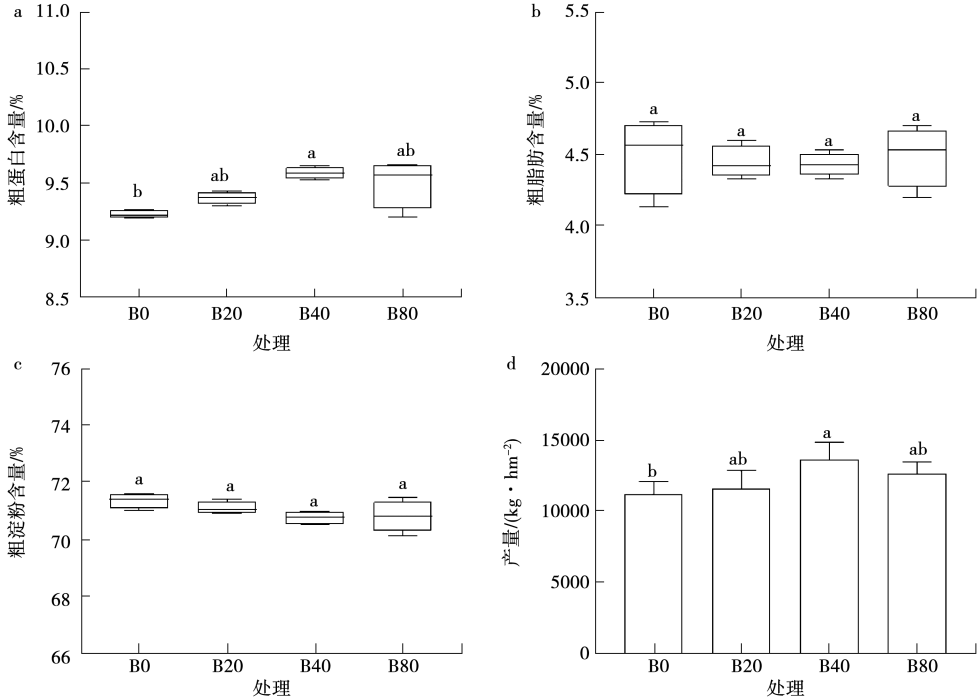 a
粗蛋白含量/%
11.0
10.5
10.0
9.5
9.0
8.5
b
ab
a
ab
B0 B20 B40 B80
处理
b
粗脂肪含量/%
5.5
5.0
4.5
4.0
3.5
a
a
a
a
B0 B20 B40 B80
处理
c
粗淀粉含量/%
76
74
72
70
68
66
a
a
a
a
B0 B20 B40 B80
处理
d
产量/(kg·hm⁻²)
20000
15000
10000
5000
0
b
ab
a
ab
B0 B20 B40 B80
处理